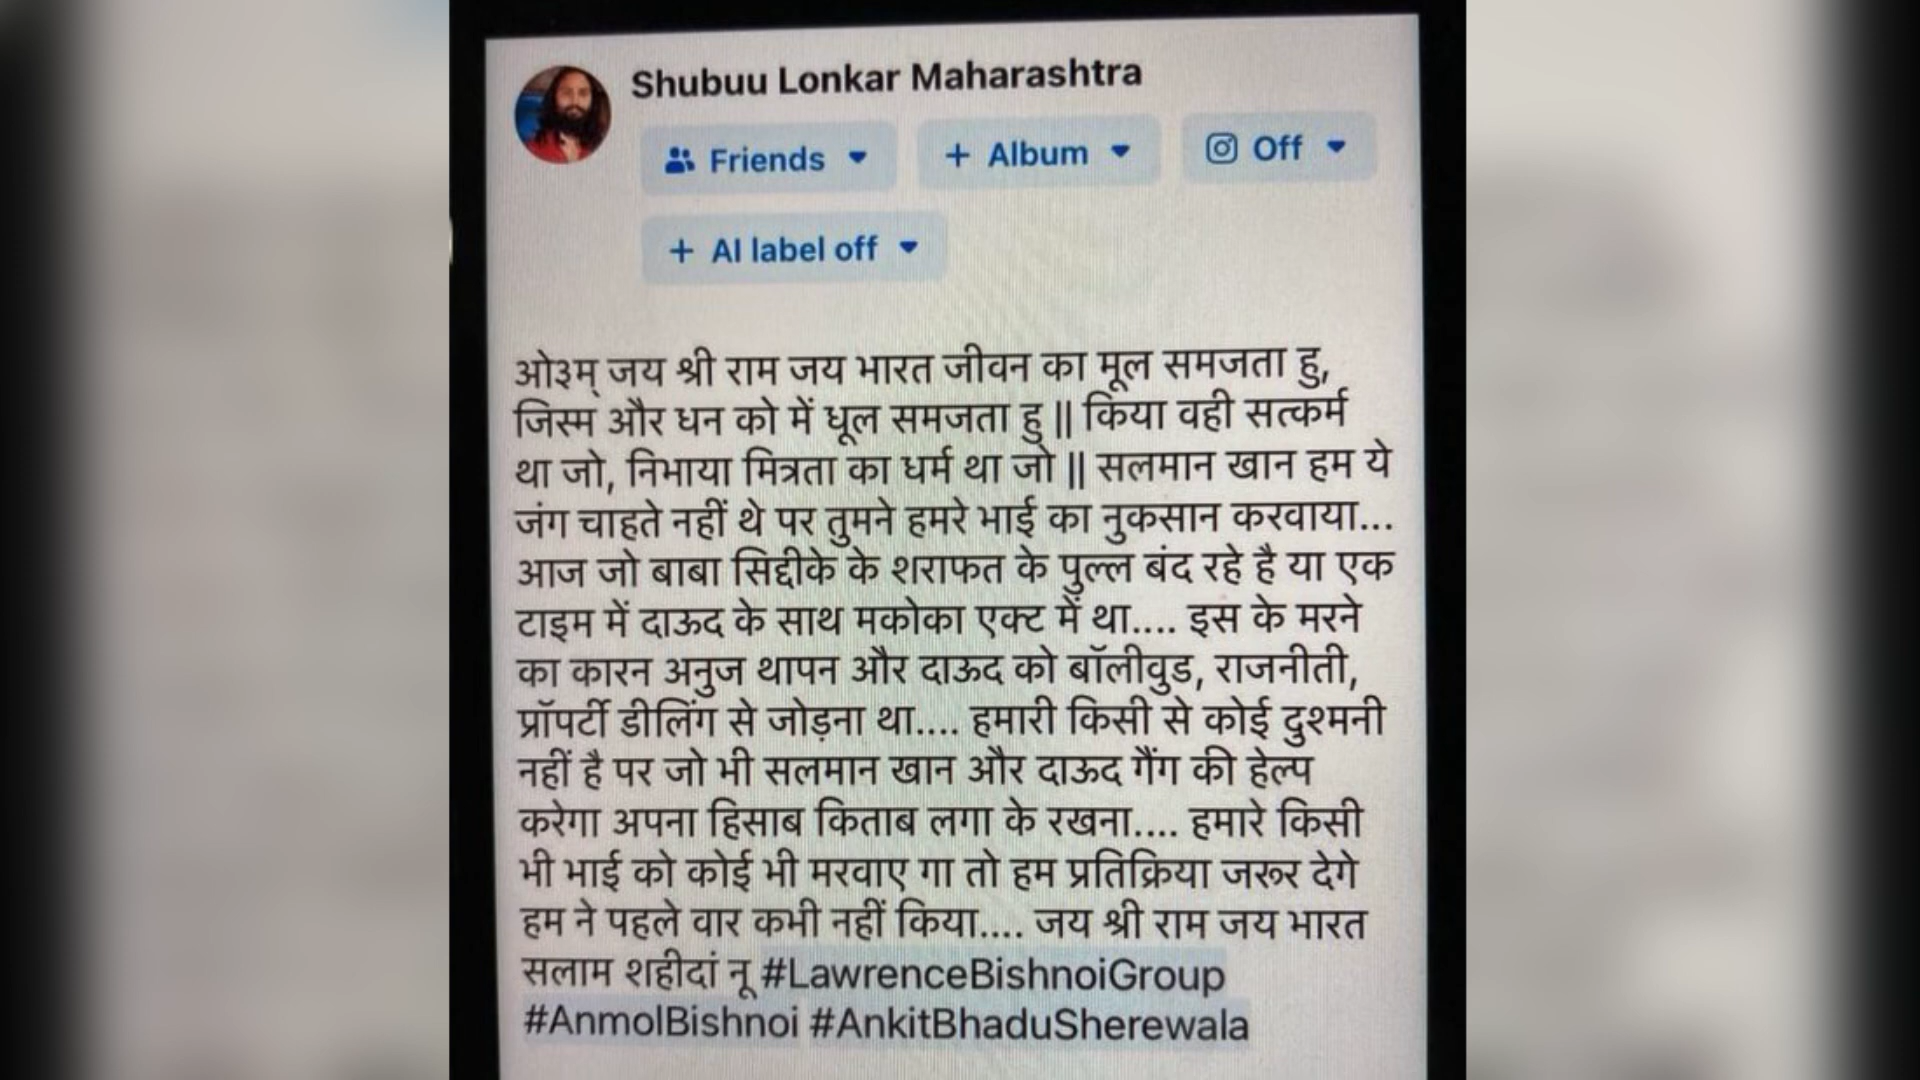 Shubuu Lonkar Maharashtra
Friends
+ Album
Off
+ AI label off
ओ३म् जय श्री राम जय भारत जीवन का मूल समजता हु,
जिस्म और धन को में धूल समजता हु || किया वही सत्कर्म
था जो, निभाया मित्रता का धर्म था जो || सलमान खान हम ये
जंग चाहते नहीं थे पर तुमने हमरे भाई का नुकसान करवाया...
आज जो बाबा सिद्दीके के शराफत के पुल्ल बंद रहे है या एक
टाइम में दाऊद के साथ मकोका एक्ट में था.... इस के मरने
का कारन अनुज थापन और दाऊद को बॉलीवुड, राजनीती,
प्रॉपर्टी डीलिंग से जोड़ना था.... हमारी किसी से कोई दुश्मनी
नहीं है पर जो भी सलमान खान और दाऊद गैंग की हेल्प
करेगा अपना हिसाब किताब लगा के रखना.... हमारे किसी
भी भाई को कोई भी मरवाए गा तो हम प्रतिक्रिया जरूर देगे
हम ने पहले वार कभी नहीं किया.... जय श्री राम जय भारत
सलाम शहीदां नू #LawrenceBishnoiGroup
#AnmolBishnoi #AnkitBhaduSherewala